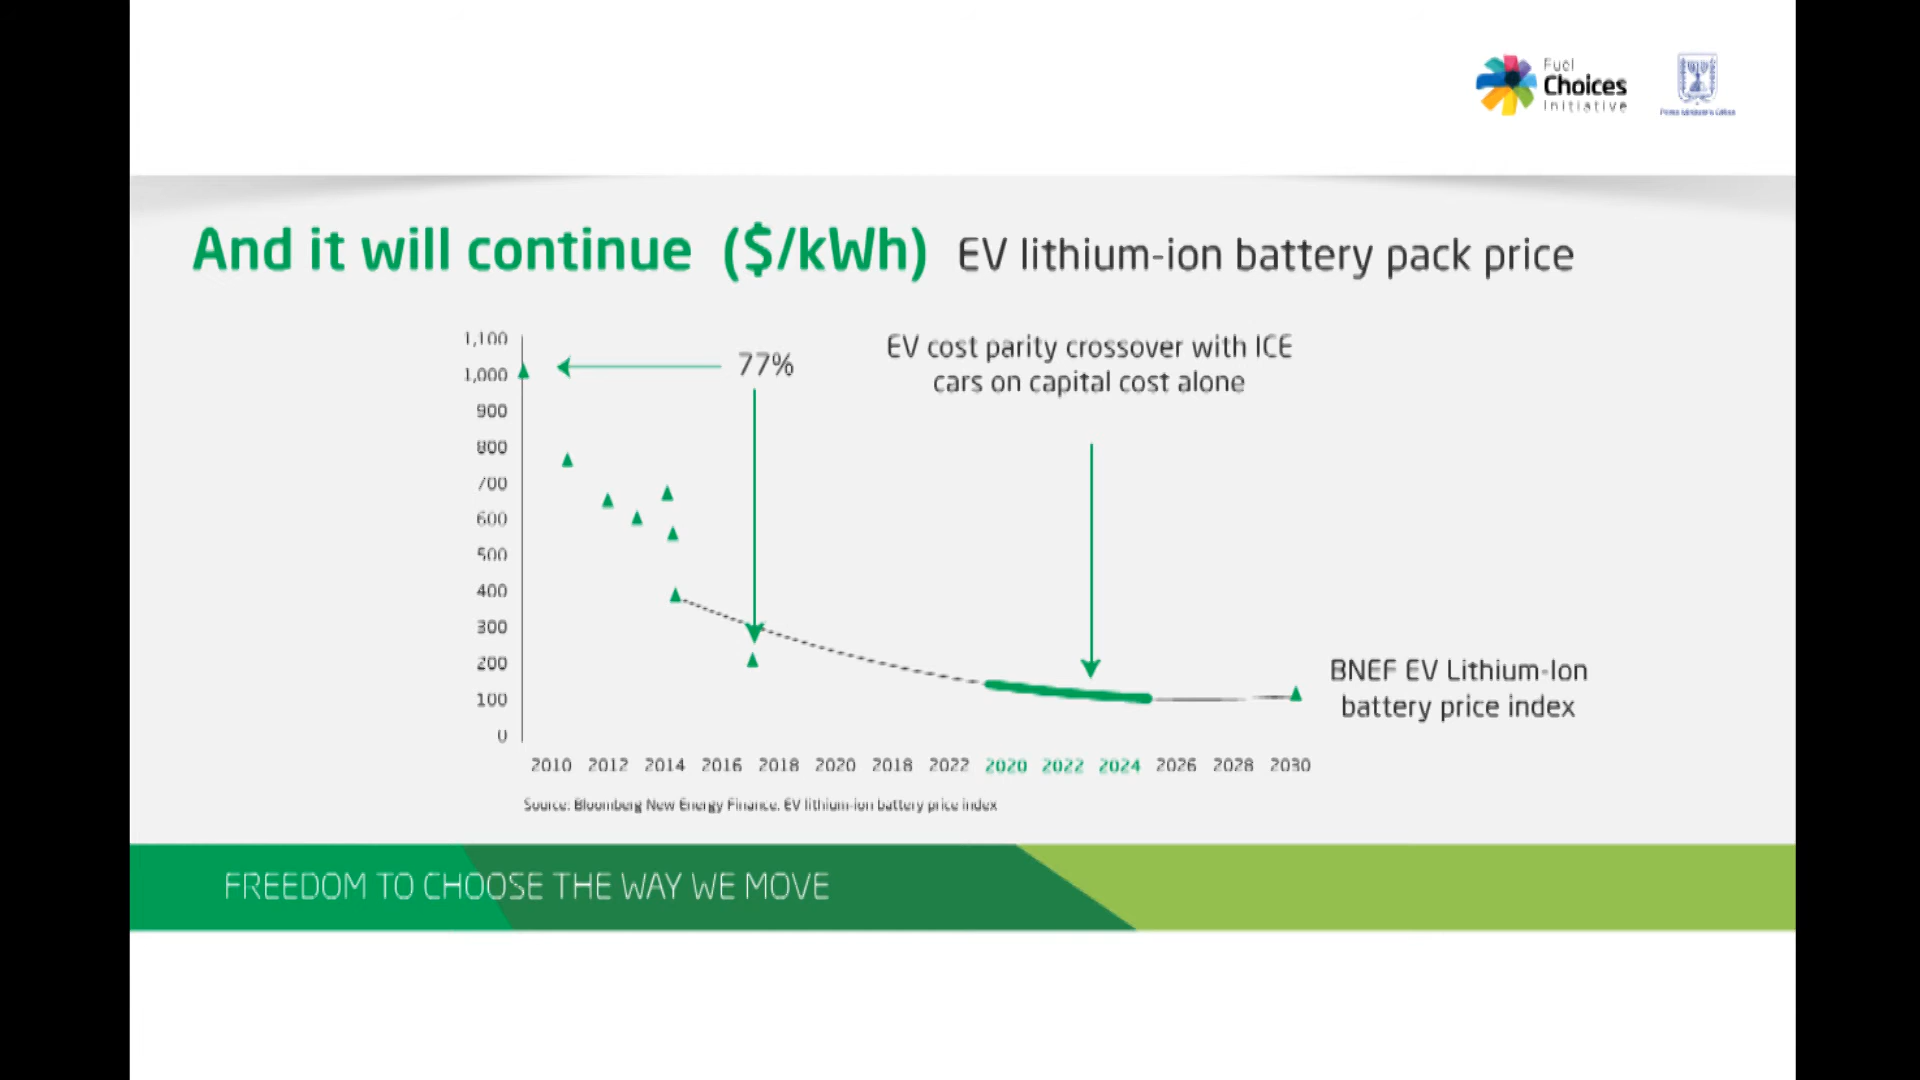 Fuel
Choices
Initiative
Prime Minister's Office
And it will continue ($/kWh) EV lithium-ion battery pack price
1,100
1,000
900
800
700
600
500
400
300
200
100
0
77%
EV cost parity crossover with ICE
cars on capital cost alone
BNEF EV Lithium-Ion
battery price index
2010 2012 2014 2016 2018 2020 2018 2022 2020 2022 2024 2026 2028 2030
Source: Bloomberg New Energy Finance. EV lithium-ion battery price index
FREEDOM TO CHOOSE THE WAY WE MOVE